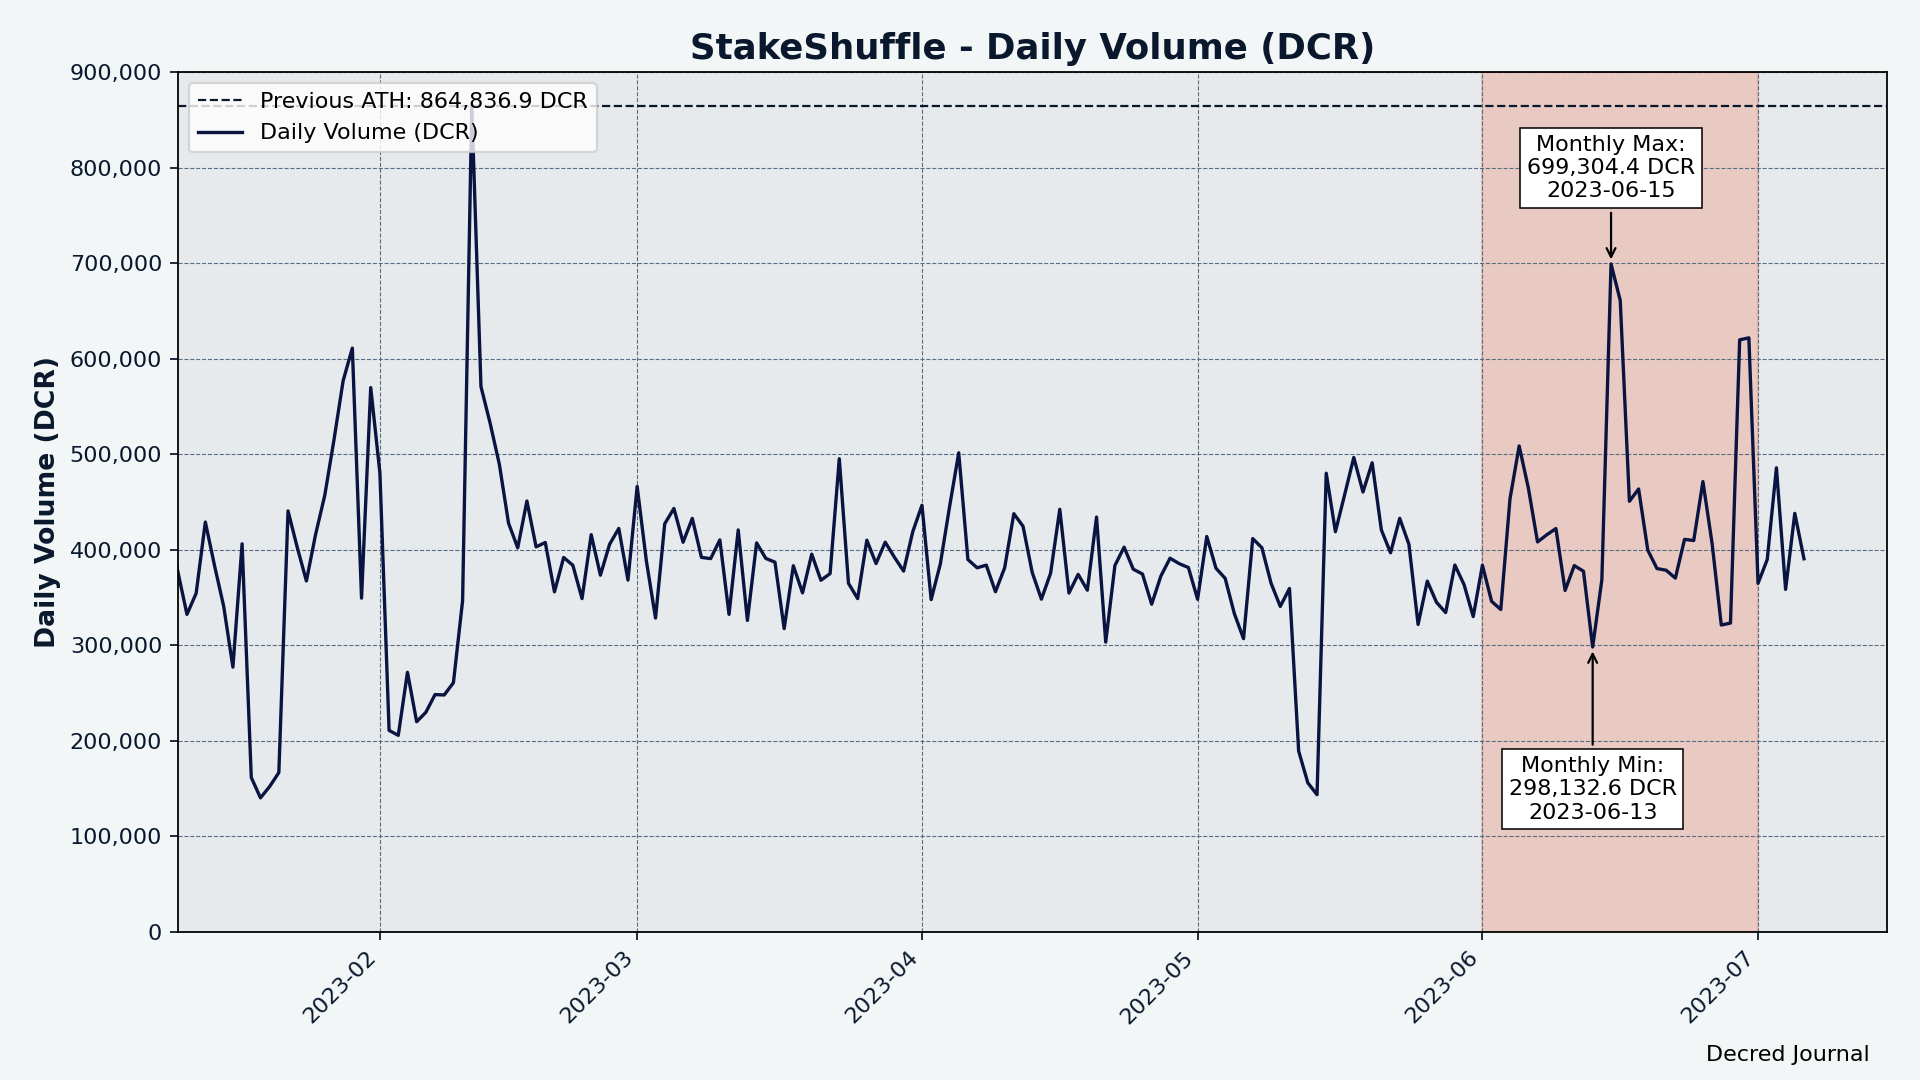 StakeShuffle - Daily Volume (DCR)
Daily Volume (DCR)
900,000
800,000
700,000
600,000
500,000
400,000
300,000
200,000
100,000
0
Previous ATH: 864,836.9 DCR
Daily Volume (DCR)
Monthly Max:
699,304.4 DCR
2023-06-15
Monthly Min:
298,132.6 DCR
2023-06-13
2023-02
2023-03
2023-04
2023-05
2023-06
2023-07
Decred Journal